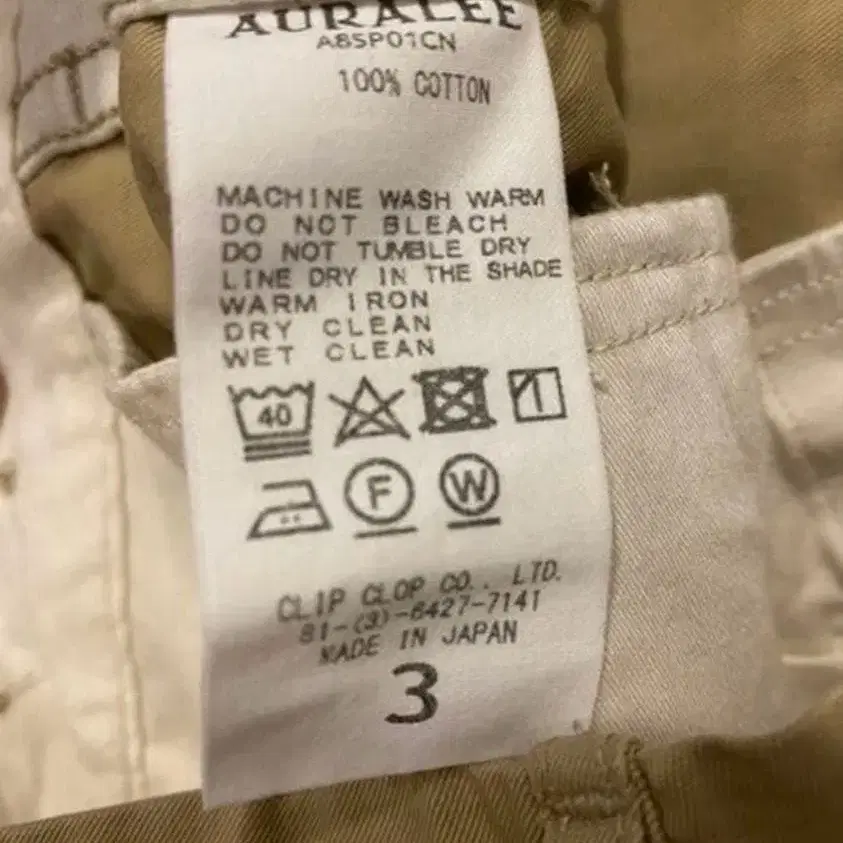 AURALEE
A8SP01CN
100% COTTON
MACHINE WASH WARM
DO NOT BLEACH
DO NOT TUMBLE DRY
LINE DRY IN THE SHADE
WARM IRON
DRY CLEAN
WET CLEAN
40
F W
CLIP CLOP CO., LTD.
81-(3)-6427-7141
MADE IN JAPAN
3